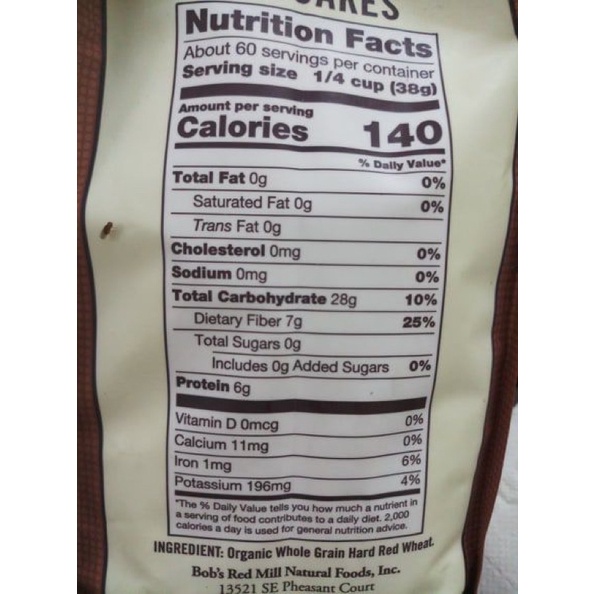 Nutrition Facts
About 60 servings per container
Serving size 1/4 cup (38g)
Amount per serving
Calories 140
% Daily Value*
Total Fat 0g 0%
Saturated Fat 0g 0%
Trans Fat 0g
Cholesterol 0mg 0%
Sodium 0mg 0%
Total Carbohydrate 28g 10%
Dietary Fiber 7g 25%
Total Sugars 0g
Includes 0g Added Sugars 0%
Protein 6g
Vitamin D 0mcg 0%
Calcium 11mg 0%
Iron 1mg 6%
Potassium 196mg 4%
*The % Daily Value tells you how much a nutrient in
a serving of food contributes to a daily diet. 2,000
calories a day is used for general nutrition advice.
INGREDIENT: Organic Whole Grain Hard Red Wheat.
Bob's Red Mill Natural Foods, Inc.
13521 SE Pheasant Court